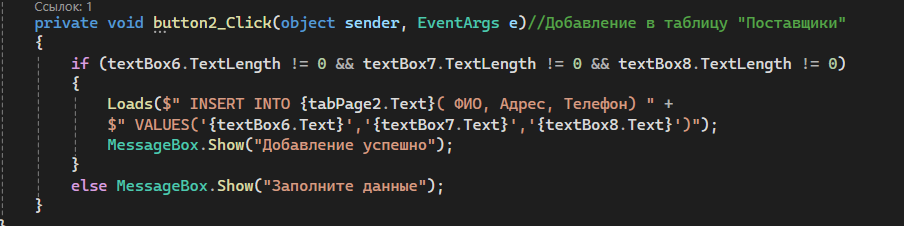 Ссылок: 1
private void button2_Click(object sender, EventArgs e)//Добавление в таблицу "Поставщики"
{
if (textBox6.TextLength != 0 && textBox7.TextLength != 0 && textBox8.TextLength != 0)
{
Loads($" INSERT INTO {tabPage2.Text}( ФИО, Адрес, Телефон) " +
$" VALUES('{textBox6.Text}','{textBox7.Text}','{textBox8.Text}')");
MessageBox.Show("Добавление успешно");
}
else MessageBox.Show("Заполните данные");
}
}